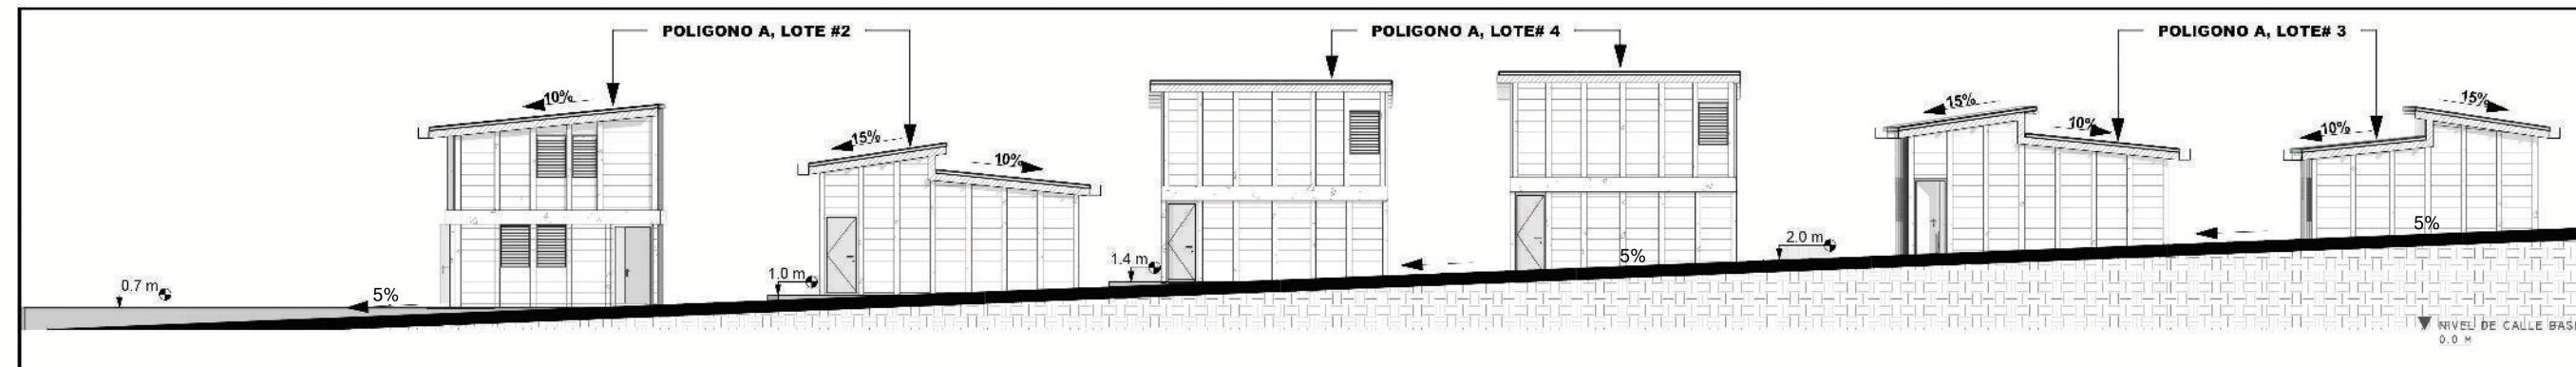 POLIGONO A, LOTE #2
POLIGONO A, LOTE# 4
POLIGONO A, LOTE# 3
10%
15%
10%
15%
10%
10%
15%
0.7 m
5%
1.0 m
1.4 m
5%
2.0 m
5%
NIVEL DE CALLE BAS
0.0 M